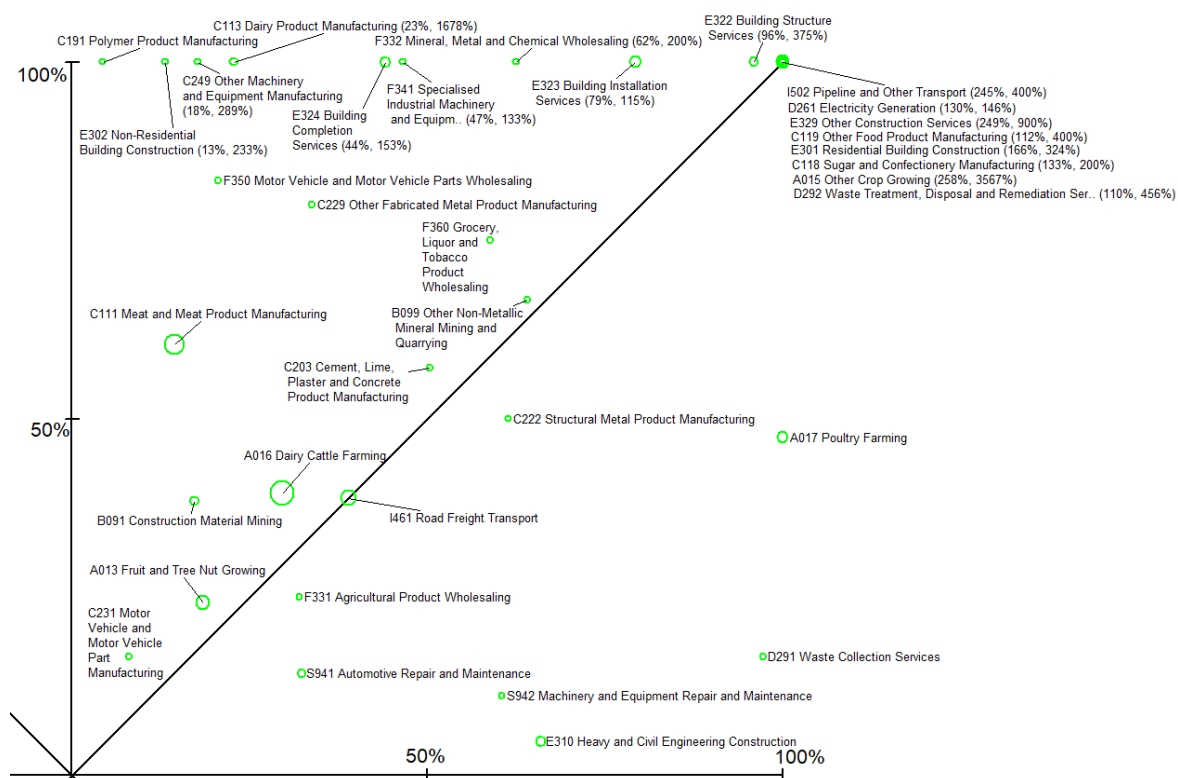 E322 Building Structure
Services (96%, 375%)
C113 Dairy Product Manufacturing (23%, 1678%)
C191 Polymer Product Manufacturing
F332 Mineral, Metal and Chemical Wholesaling (62%, 200%)
100%
C249 Other Machinery
and Equipment Manufacturing
(18%, 289%)
F341 Specialised
Industrial Machinery
and Equipm.. (47%, 133%)
E323 Building Installation
Services (79%, 115%)
E324 Building
Completion
Services (44%, 153%)
E302 Non-Residential
Building Construction (13%, 233%)
I502 Pipeline and Other Transport (245%, 400%)
D261 Electricity Generation (130%, 146%)
E329 Other Construction Services (249%, 900%)
C119 Other Food Product Manufacturing (112%, 400%)
E301 Residential Building Construction (166%, 324%)
C118 Sugar and Confectionery Manufacturing (133%, 200%)
A015 Other Crop Growing (258%, 3567%)
D292 Waste Treatment, Disposal and Remediation Ser.. (110%, 456%)
F350 Motor Vehicle and Motor Vehicle Parts Wholesaling
C229 Other Fabricated Metal Product Manufacturing
F360 Grocery,
Liquor and
Tobacco
Product
Wholesaling
B099 Other Non-Metallic
Mineral Mining and
Quarrying
C111 Meat and Meat Product Manufacturing
C203 Cement, Lime,
Plaster and Concrete
Product Manufacturing
C222 Structural Metal Product Manufacturing
50%
A017 Poultry Farming
A016 Dairy Cattle Farming
B091 Construction Material Mining
I461 Road Freight Transport
A013 Fruit and Tree Nut Growing
F331 Agricultural Product Wholesaling
C231 Motor
Vehicle and
Motor Vehicle
Part
Manufacturing
D291 Waste Collection Services
S941 Automotive Repair and Maintenance
S942 Machinery and Equipment Repair and Maintenance
E310 Heavy and Civil Engineering Construction
50%
100%